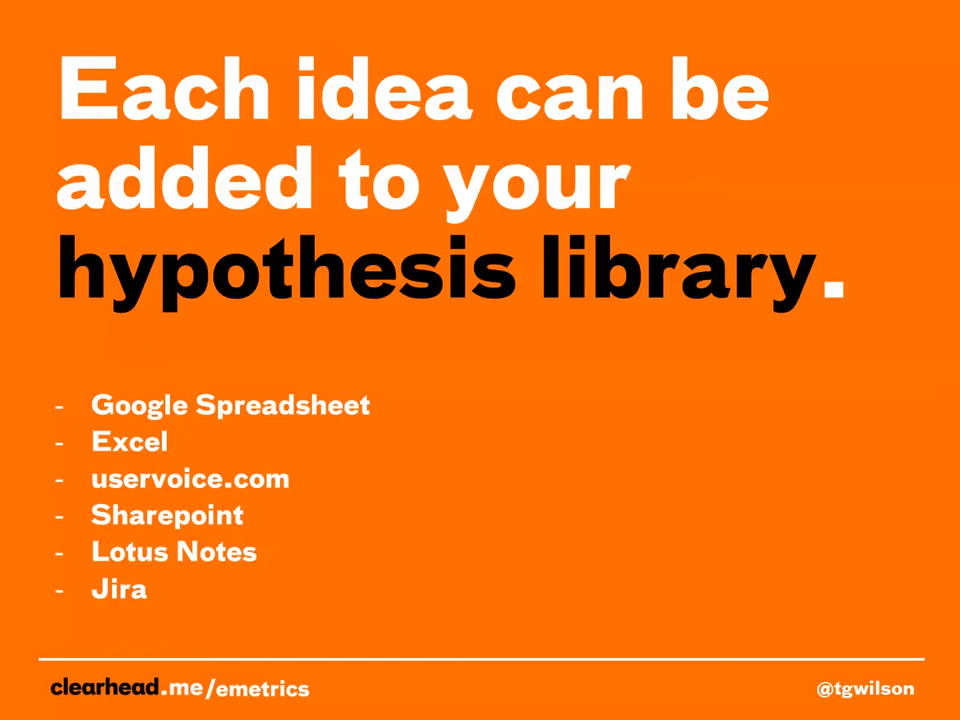 Each idea can be
added to your
hypothesis library.
- Google Spreadsheet
- Excel
- uservoice.com
- Sharepoint
- Lotus Notes
- Jira
clearhead.me/emetrics
@tgwilson